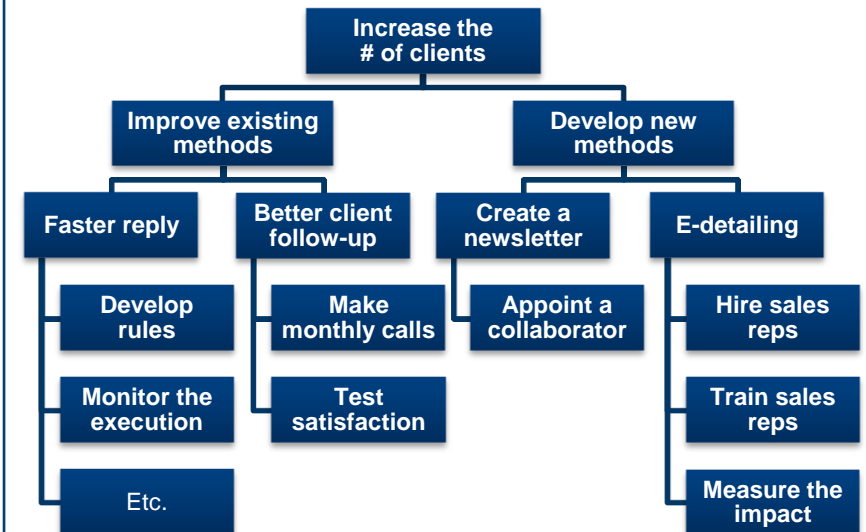 Increase the
# of clients
Improve existing
methods
Develop new
methods
Faster reply
Better client
follow-up
Create a
newsletter
E-detailing
Develop
rules
Make
monthly calls
Appoint a
collaborator
Hire sales
reps
Monitor the
execution
Test
satisfaction
Train sales
reps
Etc.
Measure the
impact